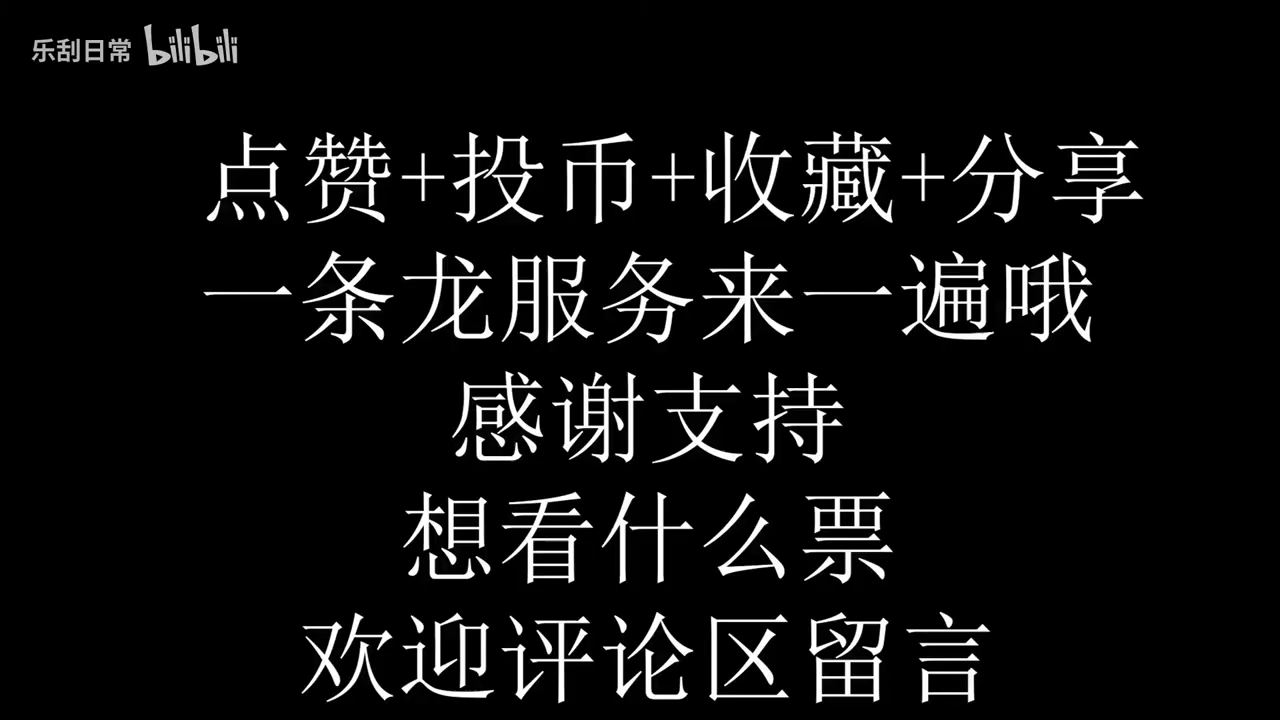 乐刮日常 bilibili
点赞+投币+收藏+分享
一条龙服务来一遍哦
感谢支持
想看什么票
欢迎评论区留言